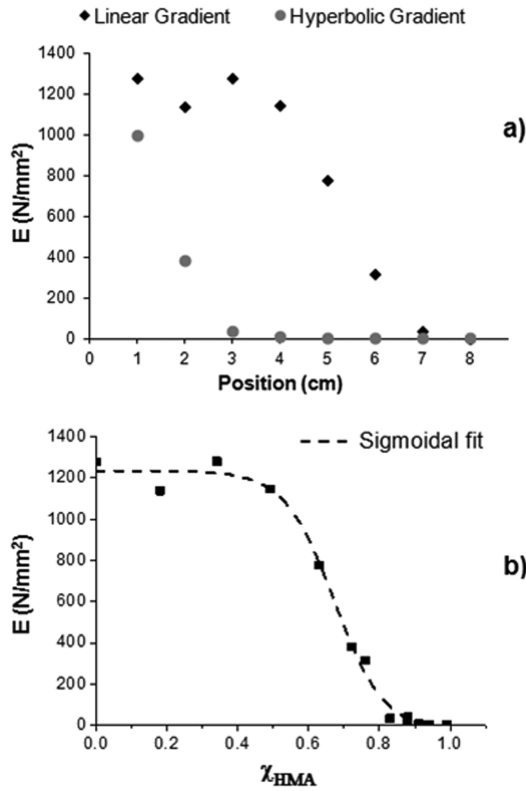 Linear Gradient Hyperbolic Gradient
1400
1200
1000
800
600
400
200
0
E (N/mm²)
a)
0 1 2 3 4 5 6 7 8
Position (cm)
Sigmoidal fit
1400
1200
1000
800
600
400
200
0
E (N/mm²)
b)
0.0 0.2 0.4 0.6 0.8 1.0
χHMA